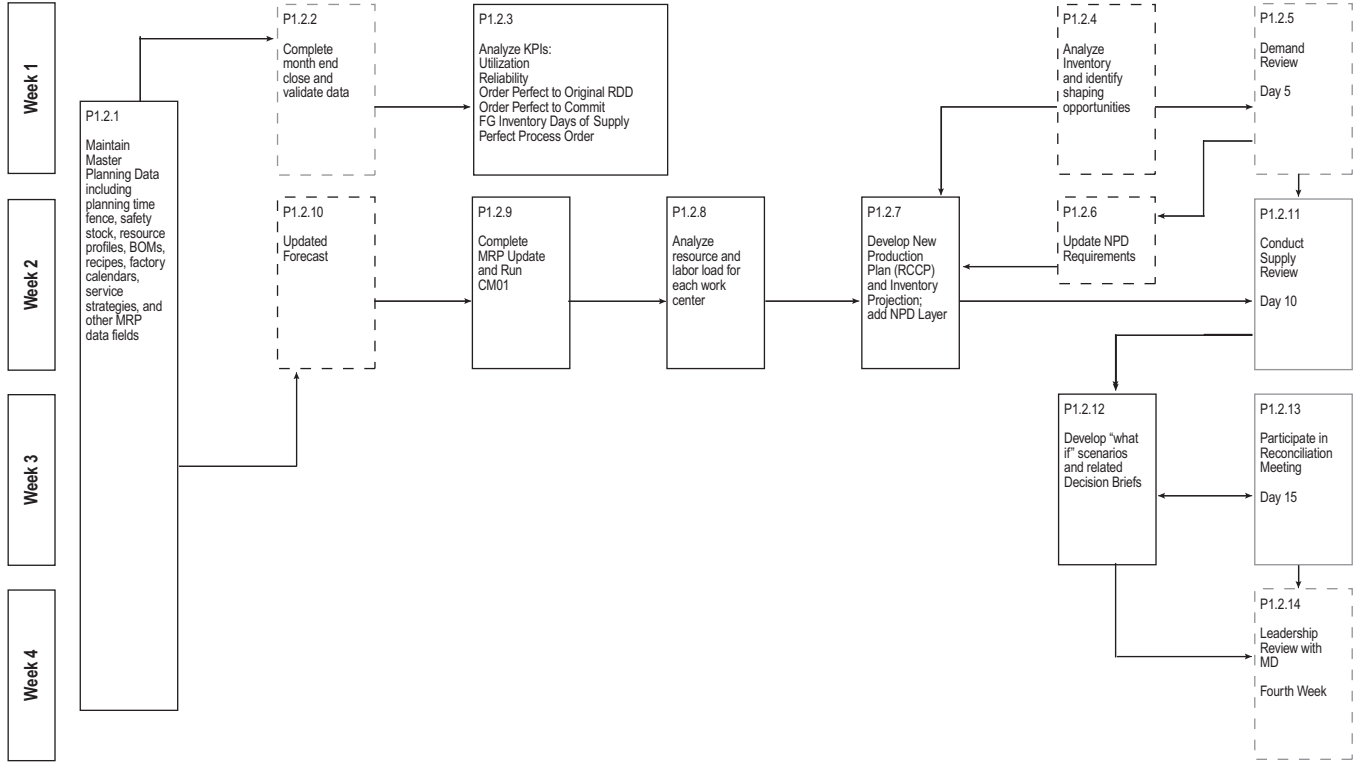 Week 1
P1.2.1
Maintain
Master
Planning Data
including
planning time
fence, safety
stock, resource
profiles, BOMs,
recipes, factory
calendars,
service
strategies, and
other MRP
data fields
P1.2.2
Complete
month end
close and
validate data
P1.2.3
Analyze KPIs:
Utilization
Reliability
Order Perfect to Original RDD
Order Perfect to Commit
FG Inventory Days of Supply
Perfect Process Order
P1.2.4
Analyze
Inventory
and identify
shaping
opportunities
P1.2.5
Demand
Review
Day 5
Week 2
P1.2.10
Updated
Forecast
P1.2.9
Complete
MRP Update
and Run
CM01
P1.2.8
Analyze
resource and
labor load for
each work
center
P1.2.7
Develop New
Production
Plan (RCCP)
and Inventory
Projection;
add NPD Layer
P1.2.6
Update NPD
Requirements
P1.2.11
Conduct
Supply
Review
Day 10
Week 3
P1.2.12
Develop “what
if” scenarios
and related
Decision Briefs
P1.2.13
Participate in
Reconciliation
Meeting
Day 15
Week 4
P1.2.14
Leadership
Review with
MD
Fourth Week